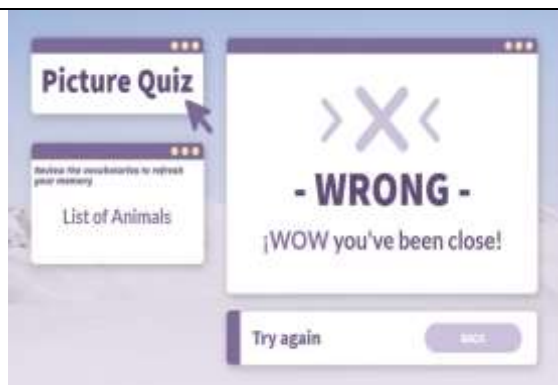 Picture Quiz
Review the vocabularies to refresh
your memory
List of Animals
- WRONG -
¡WOW you've been close!
Try again
BACK